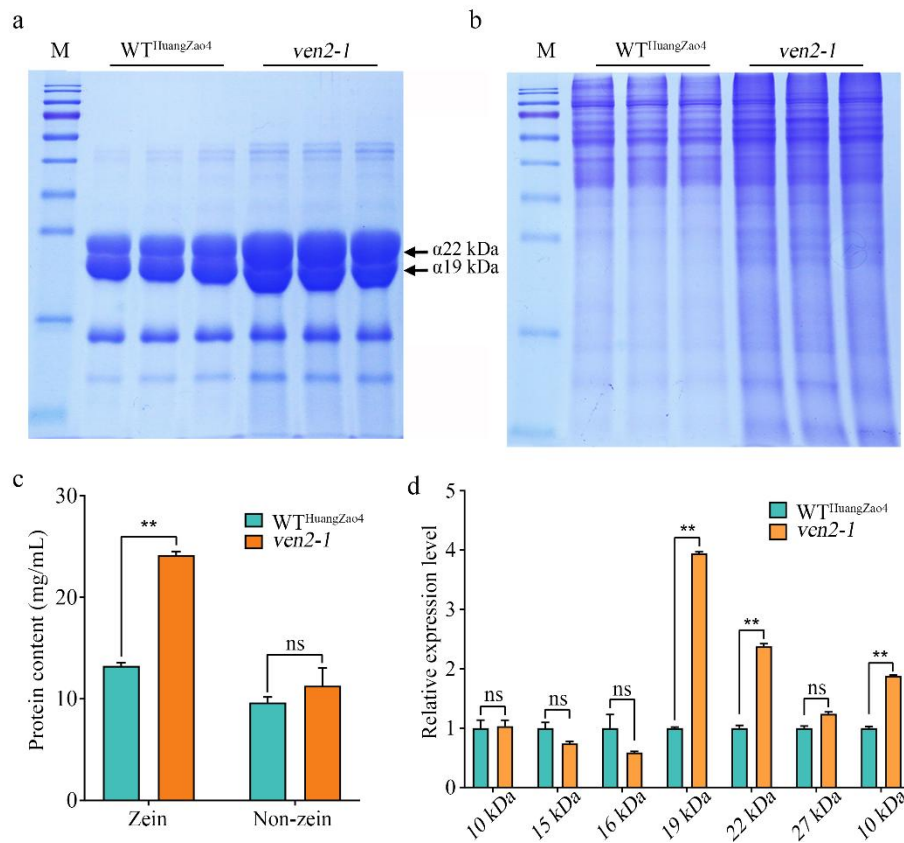 a
M
WT^HuangZao4
ven2-1
α22 kDa
α19 kDa
b
M
WT^HuangZao4
ven2-1
c
Protein content (mg/mL)
30
20
10
0
**
ns
WT^HuangZao4
ven2-1
Zein
Non-zein
d
Relative expression level
5
4
3
2
1
0
WT^HuangZao4
ven2-1
ns
ns
ns
**
**
ns
**
10 kDa
15 kDa
16 kDa
19 kDa
22 kDa
27 kDa
10 kDa